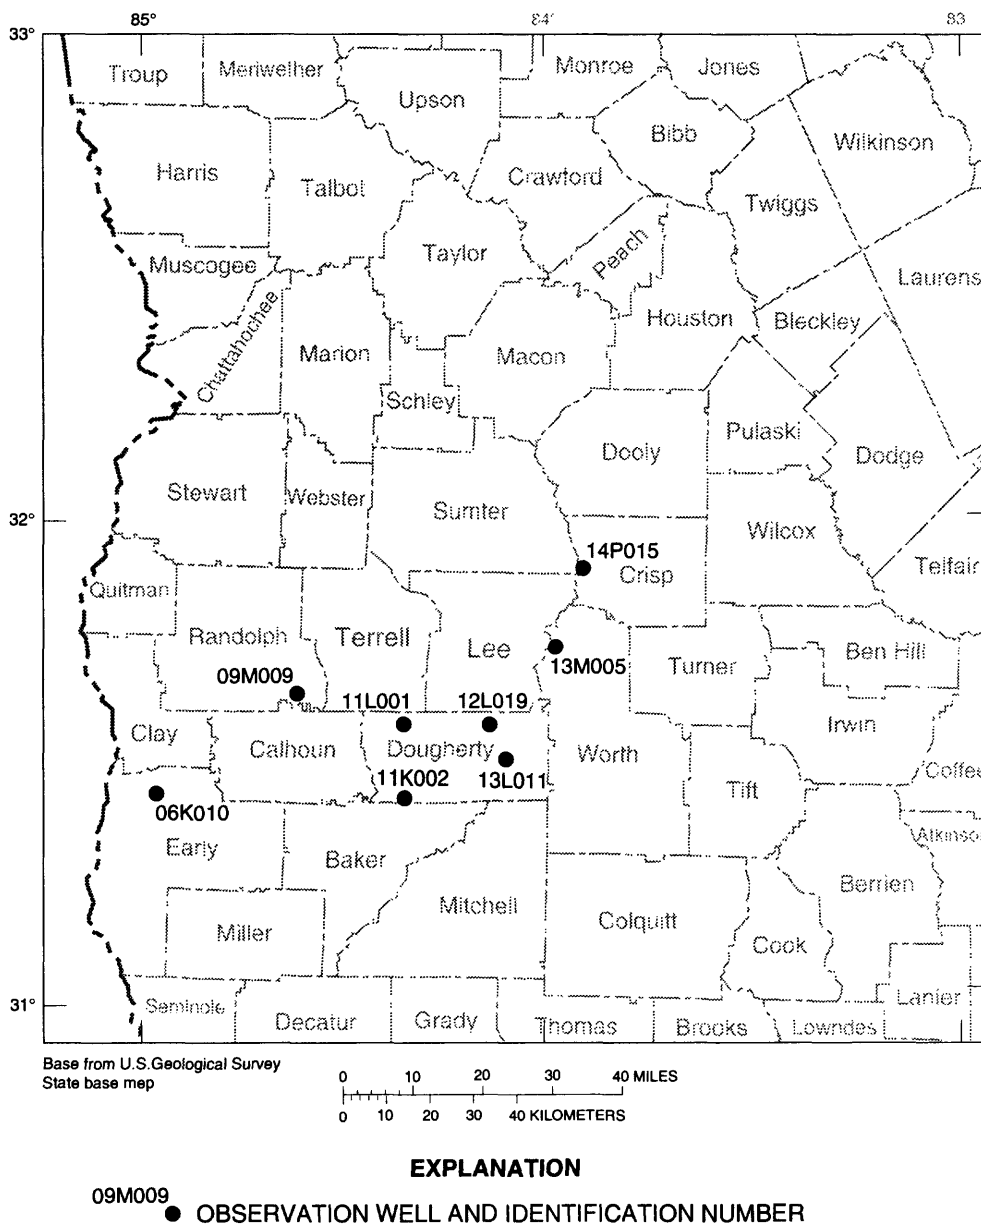 85° 84' 83
33°
Troup Meriwether Monroe Jones
Upson
Bibb Wilkinson
Harris Talbot Crawford
Twiggs
Taylor Peach
Muscogee Laurens
Chattahochee Houston Bleckley
Marion Macon
Schley
Pulaski
Dooly Dodge
Stewart Webster
Sumter
32° Wilcox
14P015
Crisp Telfair
Quitman
Randolph Terrell Lee Ben Hill
13M005 Turner
09M009
11L001 12L019
Clay Irwin
Calhoun Dougherty Worth
Coffee
11K002 13L011 Tift
06K010
Atkinson
Early Baker
Berrien
Mitchell
Colquitt
Miller Cook
Lanier
31° Seminole
Decatur Grady Thomas Brooks Lowndes
Base from U.S.Geological Survey
State base map
0 10 20 30 40 MILES
0 10 20 30 40 KILOMETERS
EXPLANATION
09M009
OBSERVATION WELL AND IDENTIFICATION NUMBER